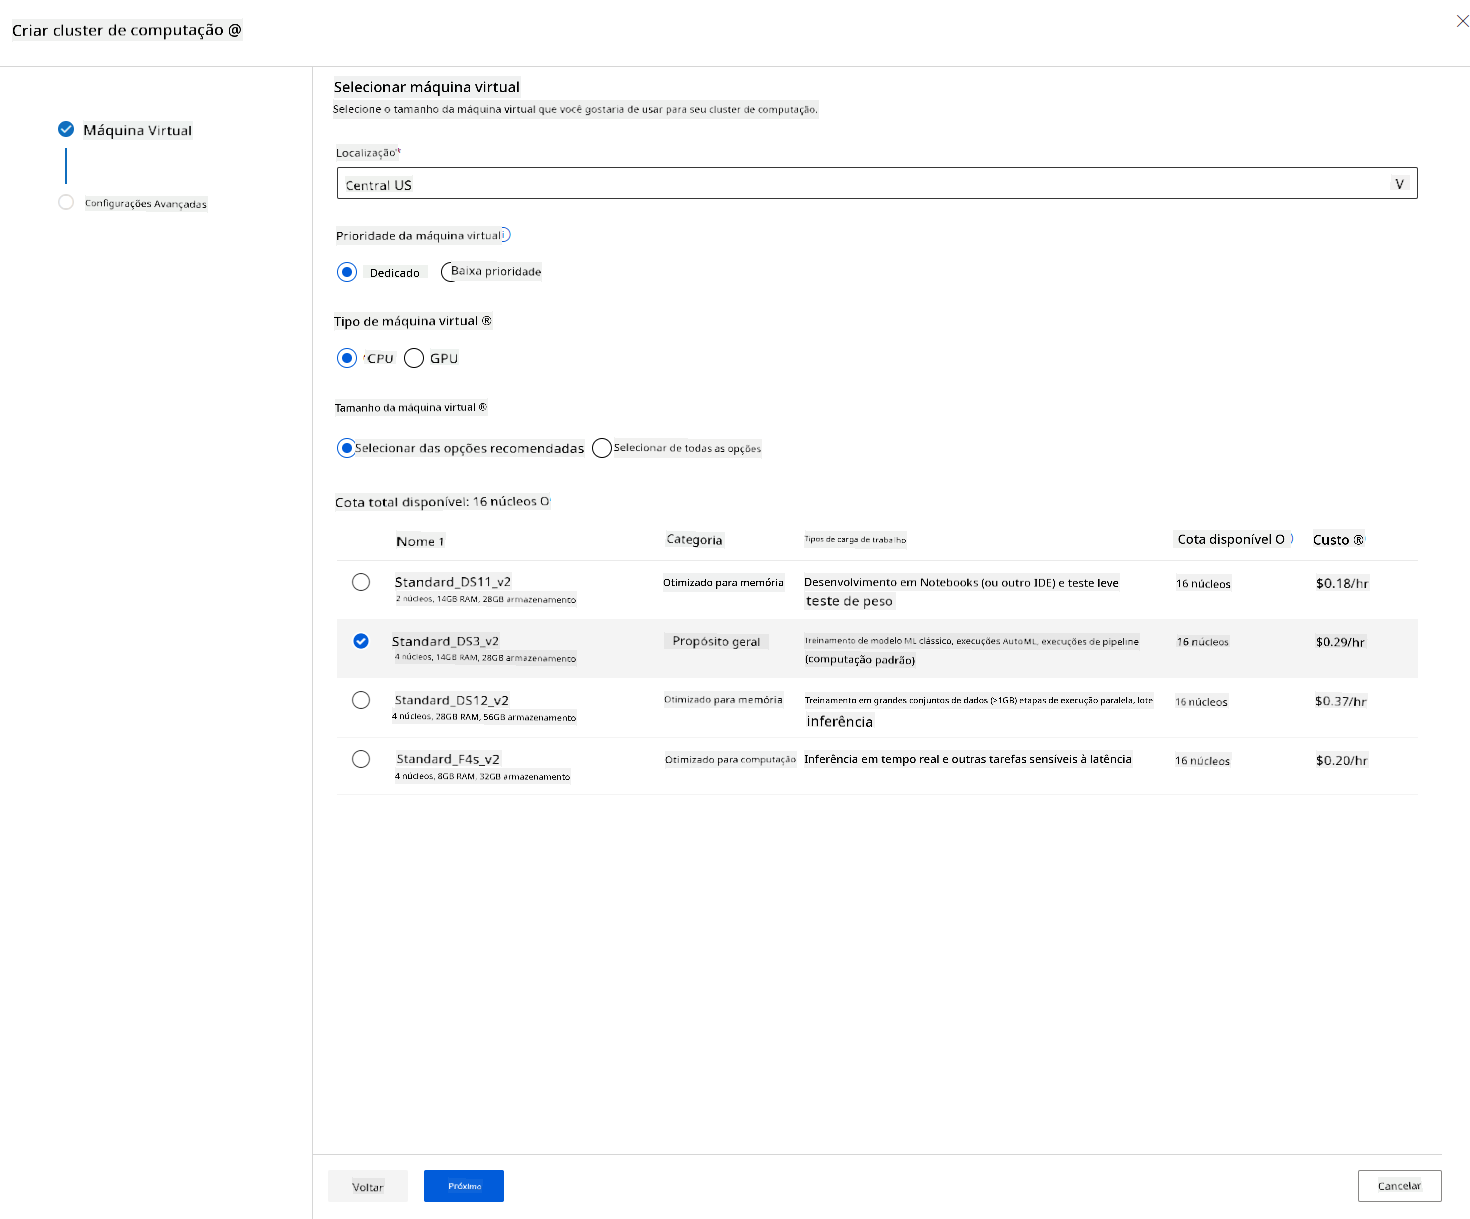 Criar cluster de computação @
Máquina Virtual
Configurações Avançadas
Selecionar máquina virtual
Selecione o tamanho da máquina virtual que você gostaria de usar para seu cluster de computação.
Localização*
Central US V
Prioridade da máquina virtual i
Dedicado Baixa prioridade
Tipo de máquina virtual ®
CPU GPU
Tamanho da máquina virtual ®
Selecionar das opções recomendadas Selecionar de todas as opções
Cota total disponível: 16 núcleos O
Nome 1 Categoria Tipos de carga de trabalho Cota disponível O Custo ®
Standard_DS11_v2 Otimizado para memória Desenvolvimento em Notebooks (ou outro IDE) e teste leve 16 núcleos $0.18/hr
2 núcleos, 14GB RAM, 28GB armazenamento teste de peso
Standard_DS3_v2 Propósito geral Treinamento de modelo ML clássico, execuções AutoML, execuções de pipeline 16 núcleos $0.29/hr
4 núcleos, 14GB RAM, 28GB armazenamento (computação padrão)
Standard_DS12_v2 Otimizado para memória Treinamento em grandes conjuntos de dados (>1GB) etapas de execução paralela, lote 16 núcleos $0.37/hr
4 núcleos, 28GB RAM, 56GB armazenamento inferência
Standard_F4s_v2 Otimizado para computação Inferência em tempo real e outras tarefas sensíveis à latência 16 núcleos $0.20/hr
4 núcleos, 8GB RAM, 32GB armazenamento
Voltar Próximo Cancelar